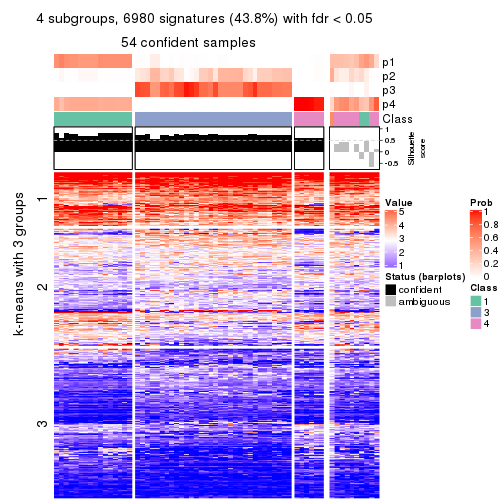 4 subgroups, 6980 signatures (43.8%) with fdr < 0.05
54 confident samples
p1
p2
p3
p4
Class
1
0.5
0
-0.5
Silhouette
score
k-means with 3 groups
1
2
3
Value
5
4
3
2
1
Status (barplots)
confident
ambiguous
Prob
1
0.8
0.6
0.4
0.2
0
Class
1
3
4